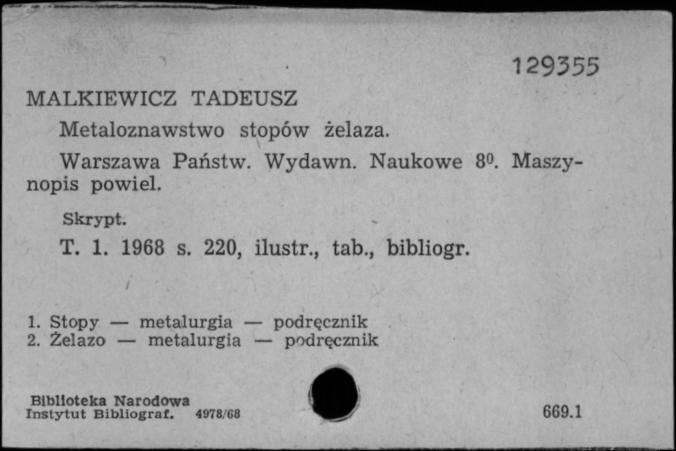 129355
MALKIEWICZ TADEUSZ
Metaloznawstwo stopów żelaza.
Warszawa Państw. Wydawn. Naukowe 8⁰. Maszy-
nopis powiel.
Skrypt.
T. 1. 1968 s. 220, ilustr., tab., bibliogr.
1. Stopy — metalurgia — podręcznik
2. Żelazo — metalurgia — podręcznik
Biblioteka Narodowa
Instytut Bibliograf. 4978/68 669.1